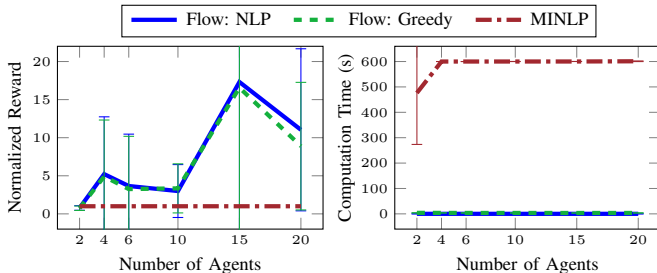 Flow: NLP Flow: Greedy MINLP
Normalized Reward
20
15
10
5
0
2 4 6 10 15 20
Number of Agents
Computation Time (s)
600
500
400
300
200
100
0
2 4 6 10 15 20
Number of Agents